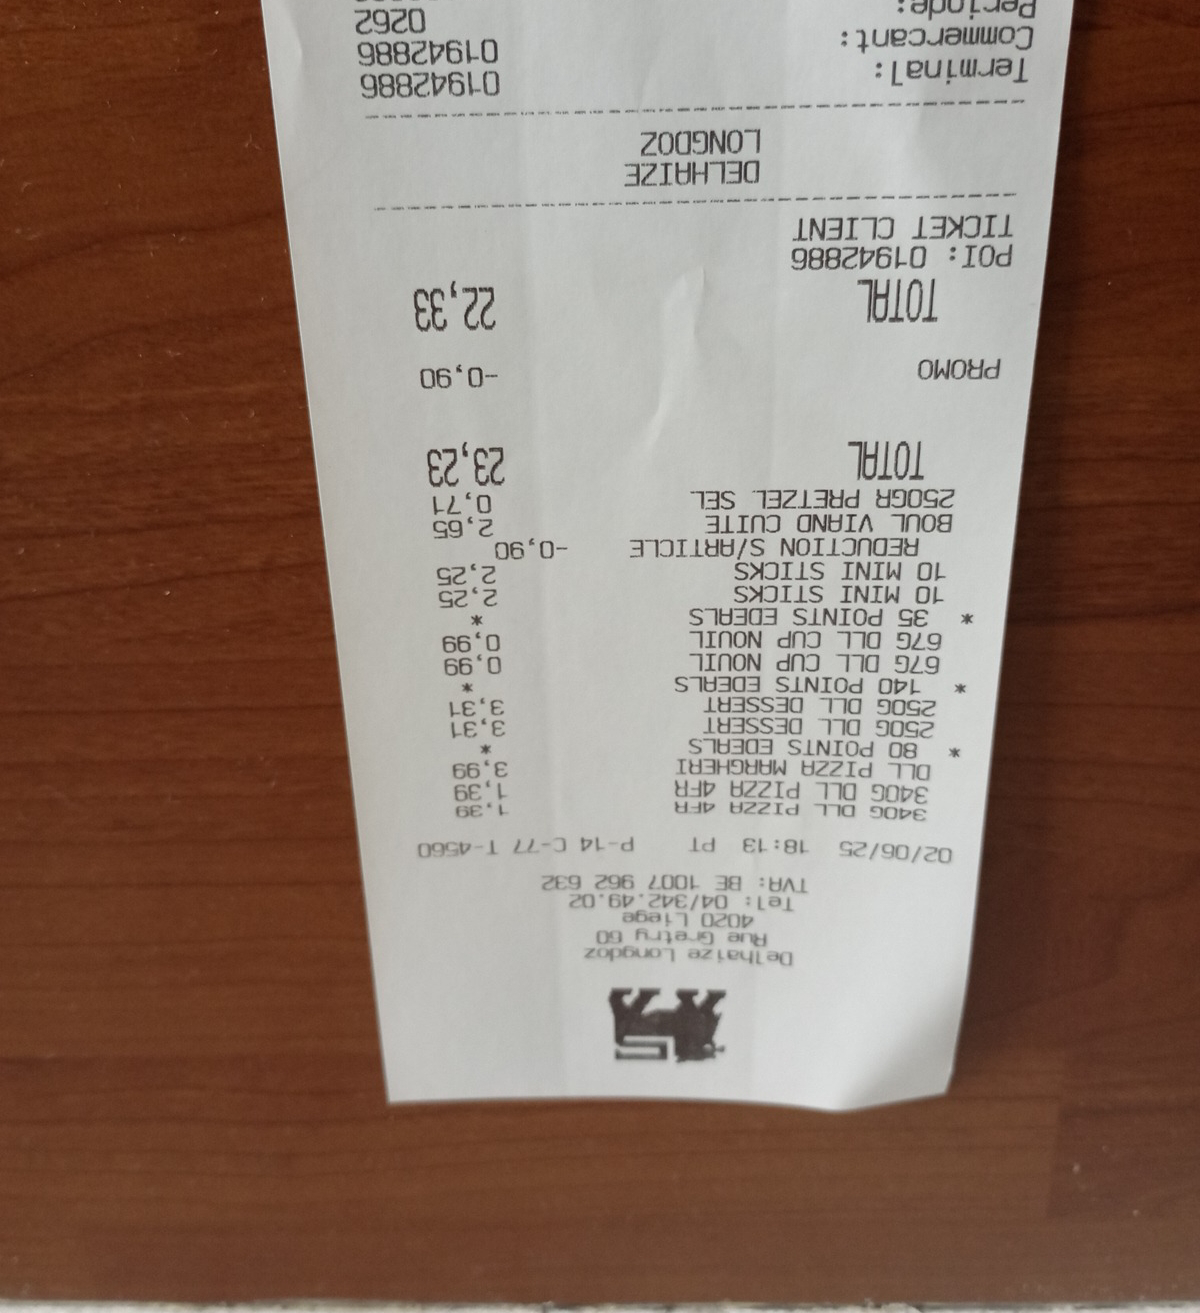 Delhaize Longdoz
Rue Gretry 60
4020 Liege
Tel: 04/342.49.02
TVA: BE 1007 962 632
02/06/25 18:13 PT P-14 C-77 T-4560
340G DLL PIZZA 4FR 1,39
340G DLL PIZZA 4FR 1,39
DLL PIZZA MARGHERI 3,99
* 80 POINTS EDEALS *
250G DLL DESSERT 3,31
250G DLL DESSERT 3,31
* 140 POINTS EDEALS *
67G DLL CUP NOUIL 0,99
67G DLL CUP NOUIL 0,99
* 35 POINTS EDEALS *
10 MINI STICKS 2,25
10 MINI STICKS 2,25
REDUCTION S/ARTICLE -0,90
BOUL VIAND CUITE 2,65
250GR PRETZEL SEL 0,71
TOTAL 23,23
PROMO -0,90
TOTAL 22,33
POI: 01942886
TICKET CLIENT
DELHAIZE
LONGDOZ
Terminal: 01942886
Commercant: 01942886
Periode: 0262